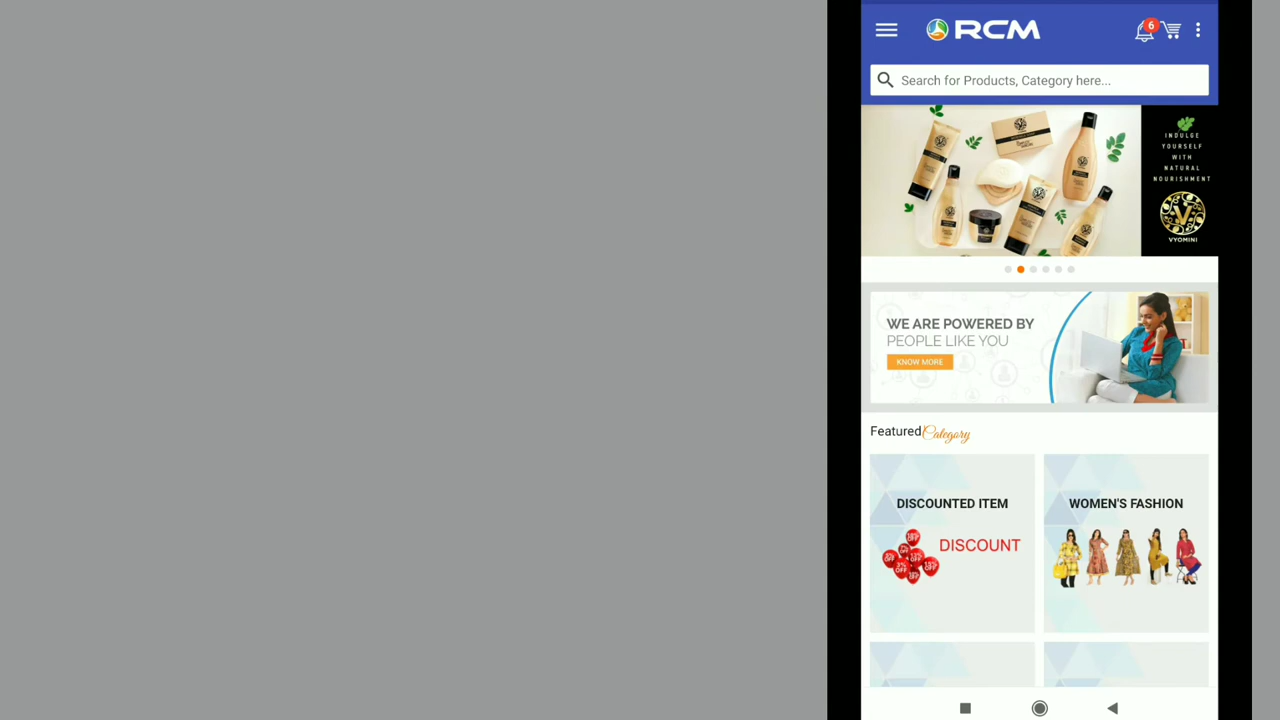 RCM
6
Search for Products, Category here...
INDULGE
YOURSELF
WITH
NATURAL
NOURISHMENT
V
VYOMINI
WE ARE POWERED BY
PEOPLE LIKE YOU
KNOW MORE
Featured Category
DISCOUNTED ITEM
DISCOUNT
WOMEN'S FASHION